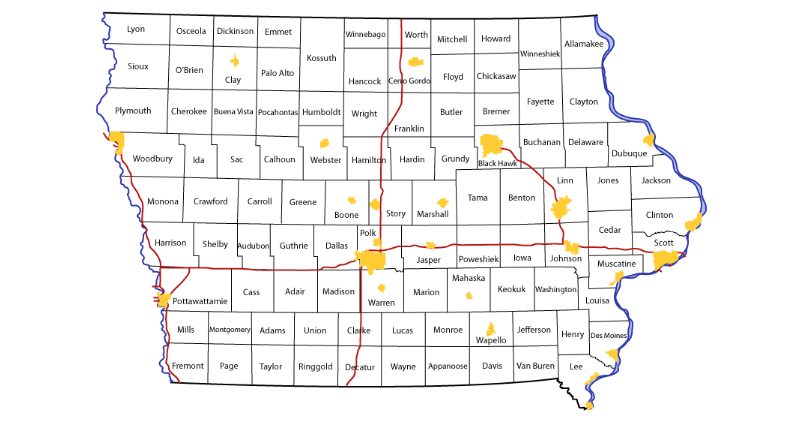 Lyon
Osceola
Dickinson
Emmet
Winnebago
Worth
Mitchell
Howard
Winneshiek
Allamakee
Kossuth
Sioux
O'Brien
Clay
Palo Alto
Hancock
Cerro Gordo
Floyd
Chickasaw
Plymouth
Cherokee
Buena Vista
Pocahontas
Humboldt
Wright
Franklin
Butler
Bremer
Fayette
Clayton
Woodbury
Ida
Sac
Calhoun
Webster
Hamilton
Hardin
Grundy
Black Hawk
Buchanan
Delaware
Dubuque
Monona
Crawford
Carroll
Greene
Boone
Story
Marshall
Tama
Benton
Linn
Jones
Jackson
Clinton
Cedar
Harrison
Shelby
Audubon
Guthrie
Dallas
Polk
Jasper
Poweshiek
Iowa
Johnson
Scott
Muscatine
Pottawattamie
Cass
Adair
Madison
Warren
Marion
Mahaska
Keokuk
Washington
Louisa
Mills
Montgomery
Adams
Union
Clarke
Lucas
Monroe
Wapello
Jefferson
Henry
Des Moines
Fremont
Page
Taylor
Ringgold
Decatur
Wayne
Appanoose
Davis
Van Buren
Lee